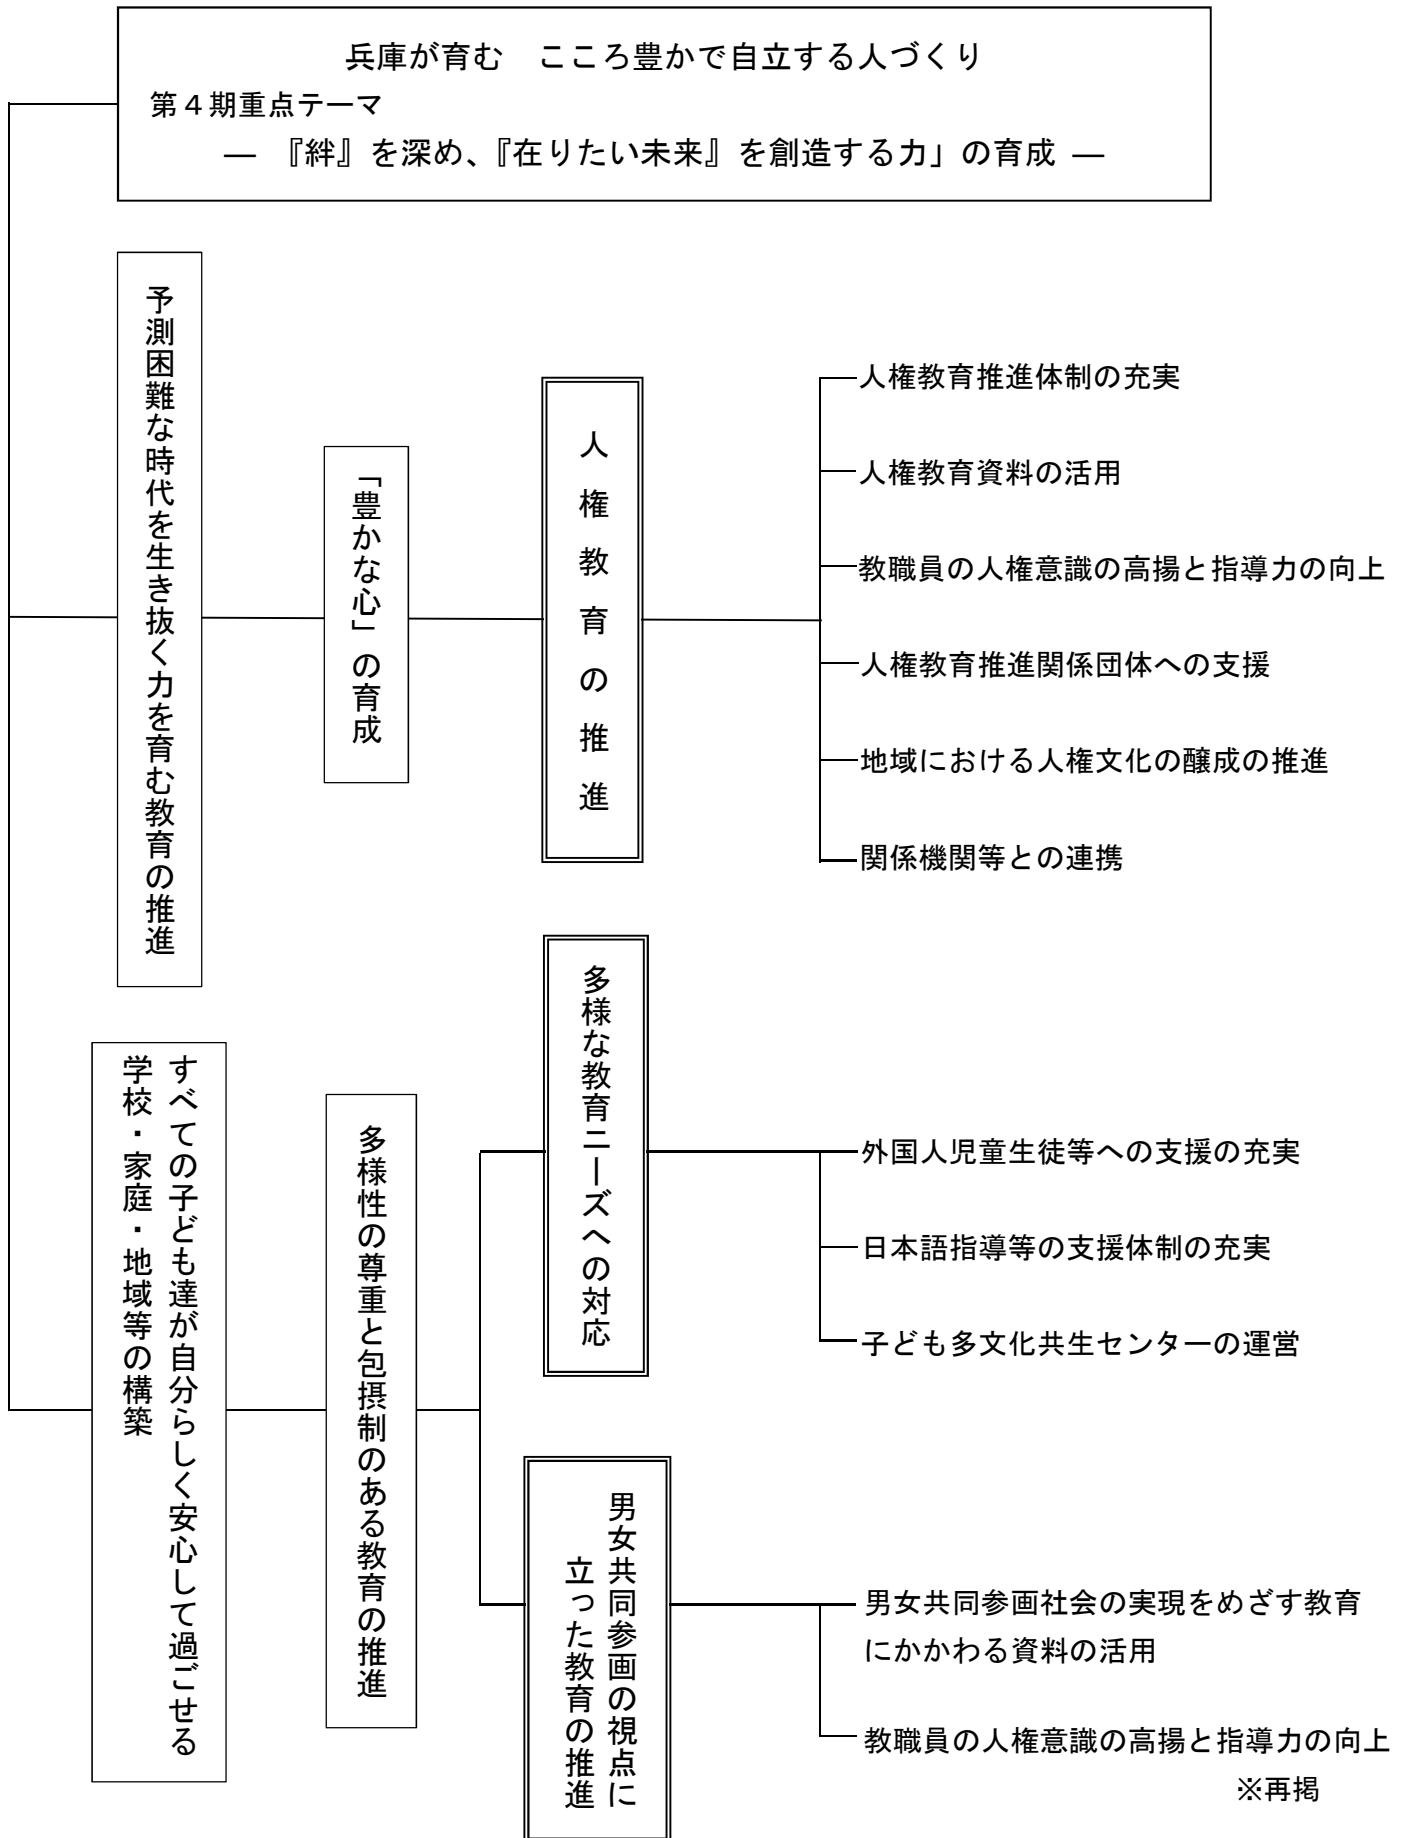 兵庫が育む　こころ豊かで自立する人づくり
第４期重点テーマ
― 『絆』を深め、『在りたい未来』を創造する力」の育成 ―
予測困難な時代を生き抜く力を育む教育の推進
「豊かな心」の育成
人権教育の推進
人権教育推進体制の充実
人権教育資料の活用
教職員の人権意識の高揚と指導力の向上
人権教育推進関係団体への支援
地域における人権文化の醸成の推進
関係機関等との連携
すべての子ども達が自分らしく安心して過ごせる
学校・家庭・地域等の構築
多様性の尊重と包摂制のある教育の推進
多様な教育ニーズへの対応
外国人児童生徒等への支援の充実
日本語指導等の支援体制の充実
子ども多文化共生センターの運営
男女共同参画の視点に
立った教育の推進
男女共同参画社会の実現をめざす教育
にかかわる資料の活用
教職員の人権意識の高揚と指導力の向上
※再掲